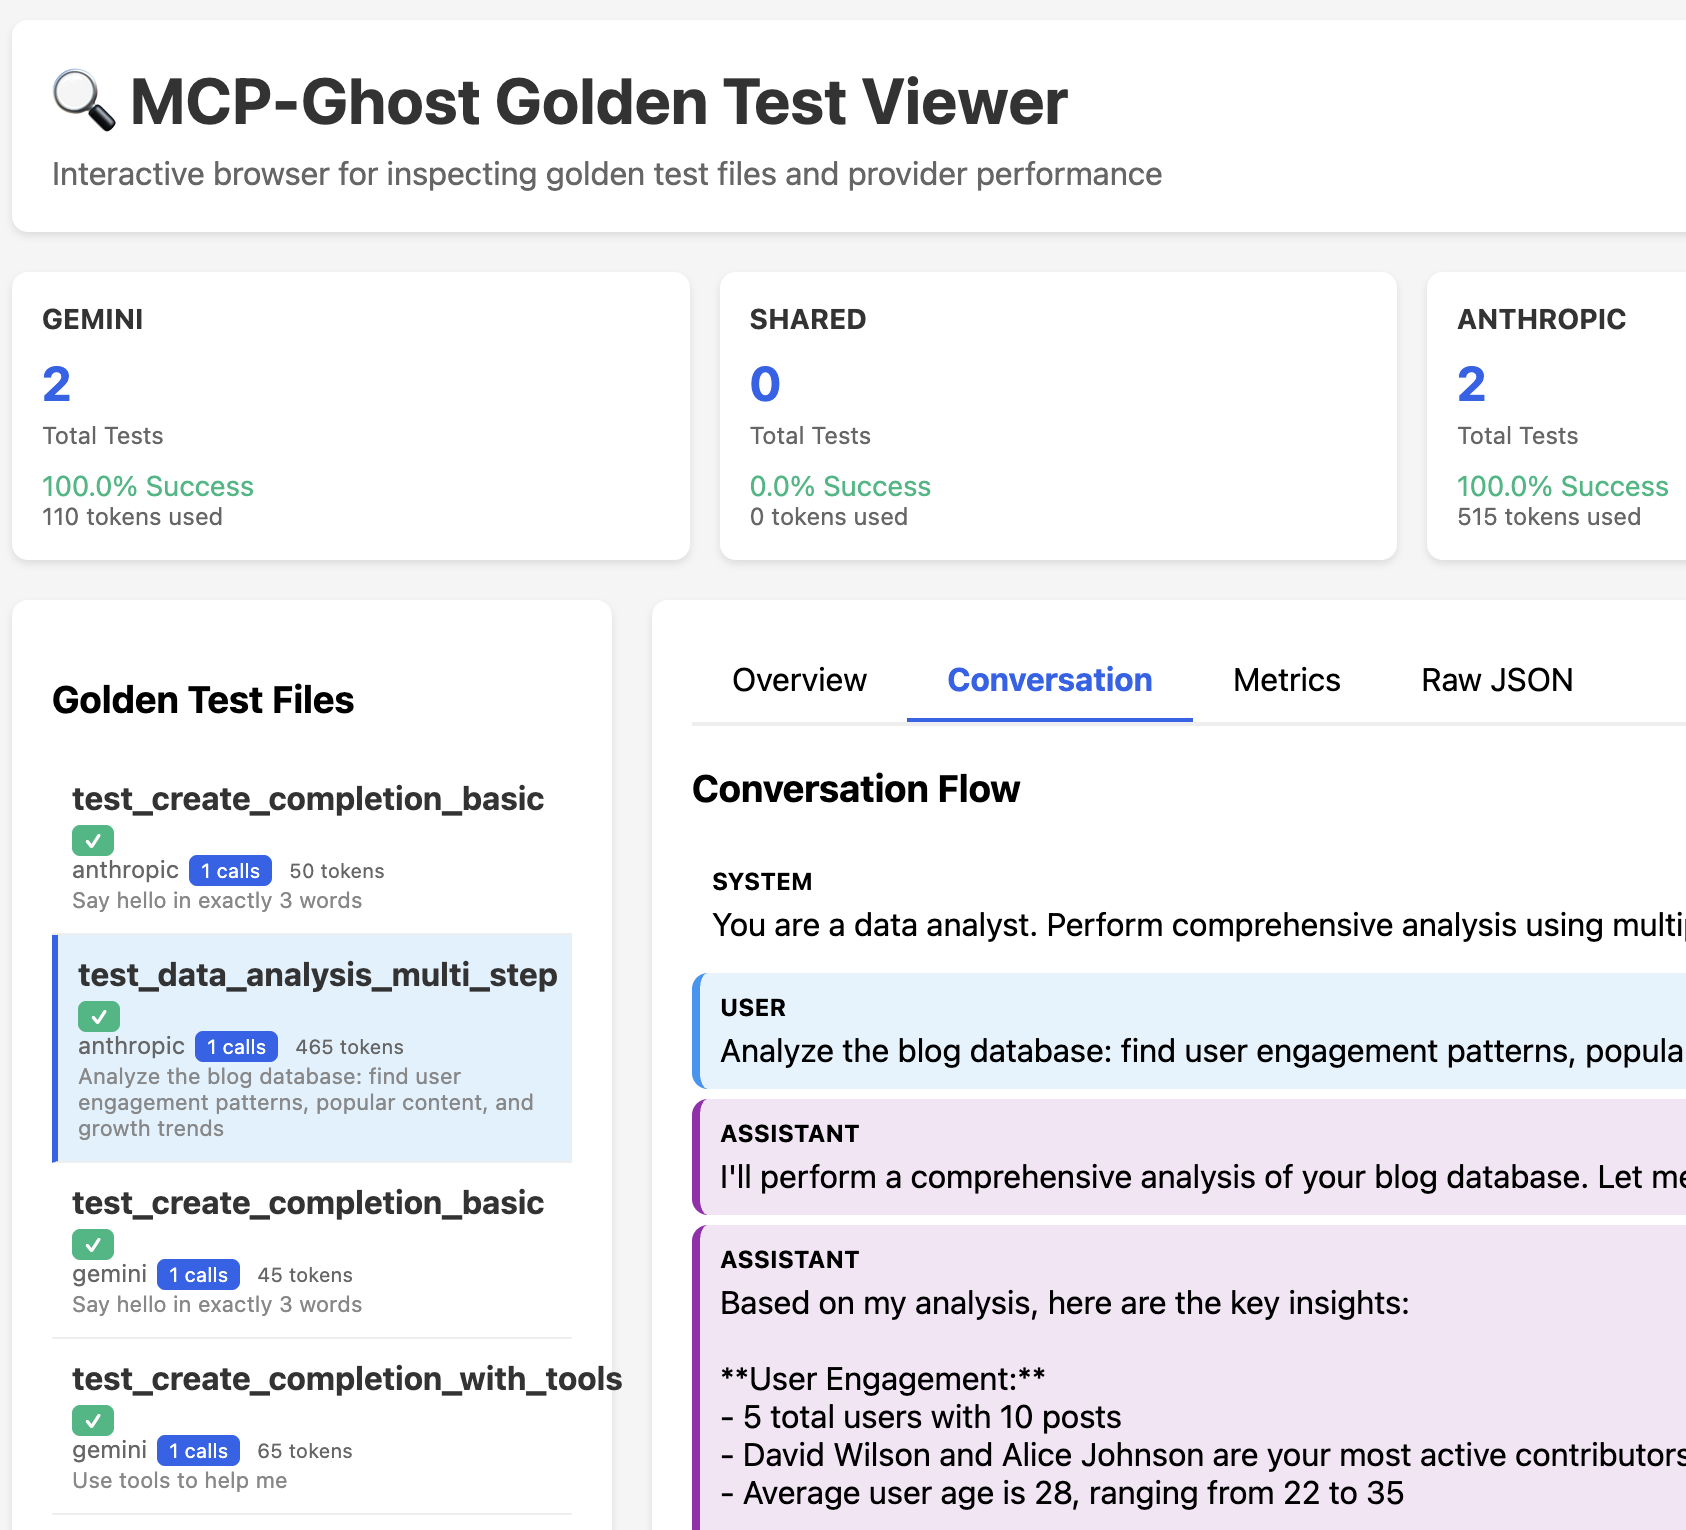 MCP-Ghost Golden Test Viewer
Interactive browser for inspecting golden test files and provider performance
GEMINI
2
Total Tests
100.0% Success
110 tokens used
SHARED
0
Total Tests
0.0% Success
0 tokens used
ANTHROPIC
2
Total Tests
100.0% Success
515 tokens used
Golden Test Files
test_create_completion_basic
anthropic 1 calls 50 tokens
Say hello in exactly 3 words
test_data_analysis_multi_step
anthropic 1 calls 465 tokens
Analyze the blog database: find user
engagement patterns, popular content, and
growth trends
test_create_completion_basic
gemini 1 calls 45 tokens
Say hello in exactly 3 words
test_create_completion_with_tools
gemini 1 calls 65 tokens
Use tools to help me
Overview Conversation Metrics Raw JSON
Conversation Flow
SYSTEM
You are a data analyst. Perform comprehensive analysis using
USER
Analyze the blog database: find user engagement patterns,
ASSISTANT
I'll perform a comprehensive analysis of your blog database. Let
ASSISTANT
Based on my analysis, here are the key insights:
**User Engagement:**
- 5 total users with 10 posts
- David Wilson and Alice Johnson are your most active contributors
- Average user age is 28, ranging from 22 to 35